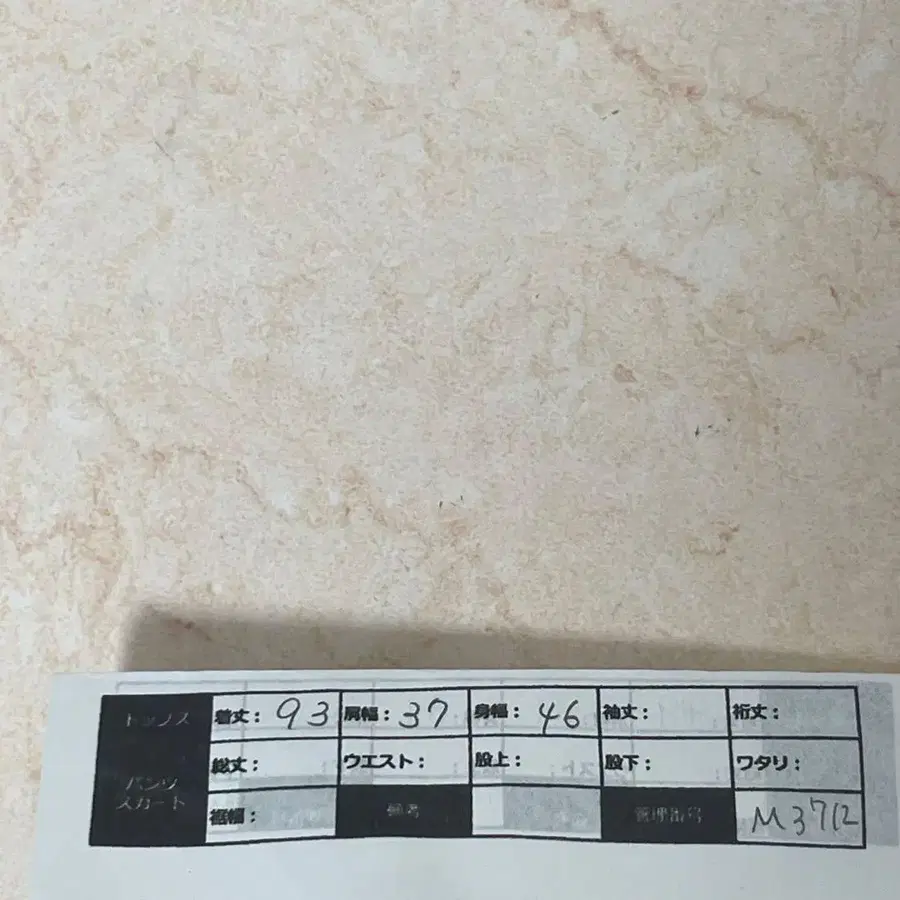 トップス 着丈: 93 肩幅: 37 身幅: 46 袖丈: 裄丈:
パンツ スカート 総丈: ウエスト: 股上: 股下: ワタリ:
裾幅: 備考 管理番号 M3712